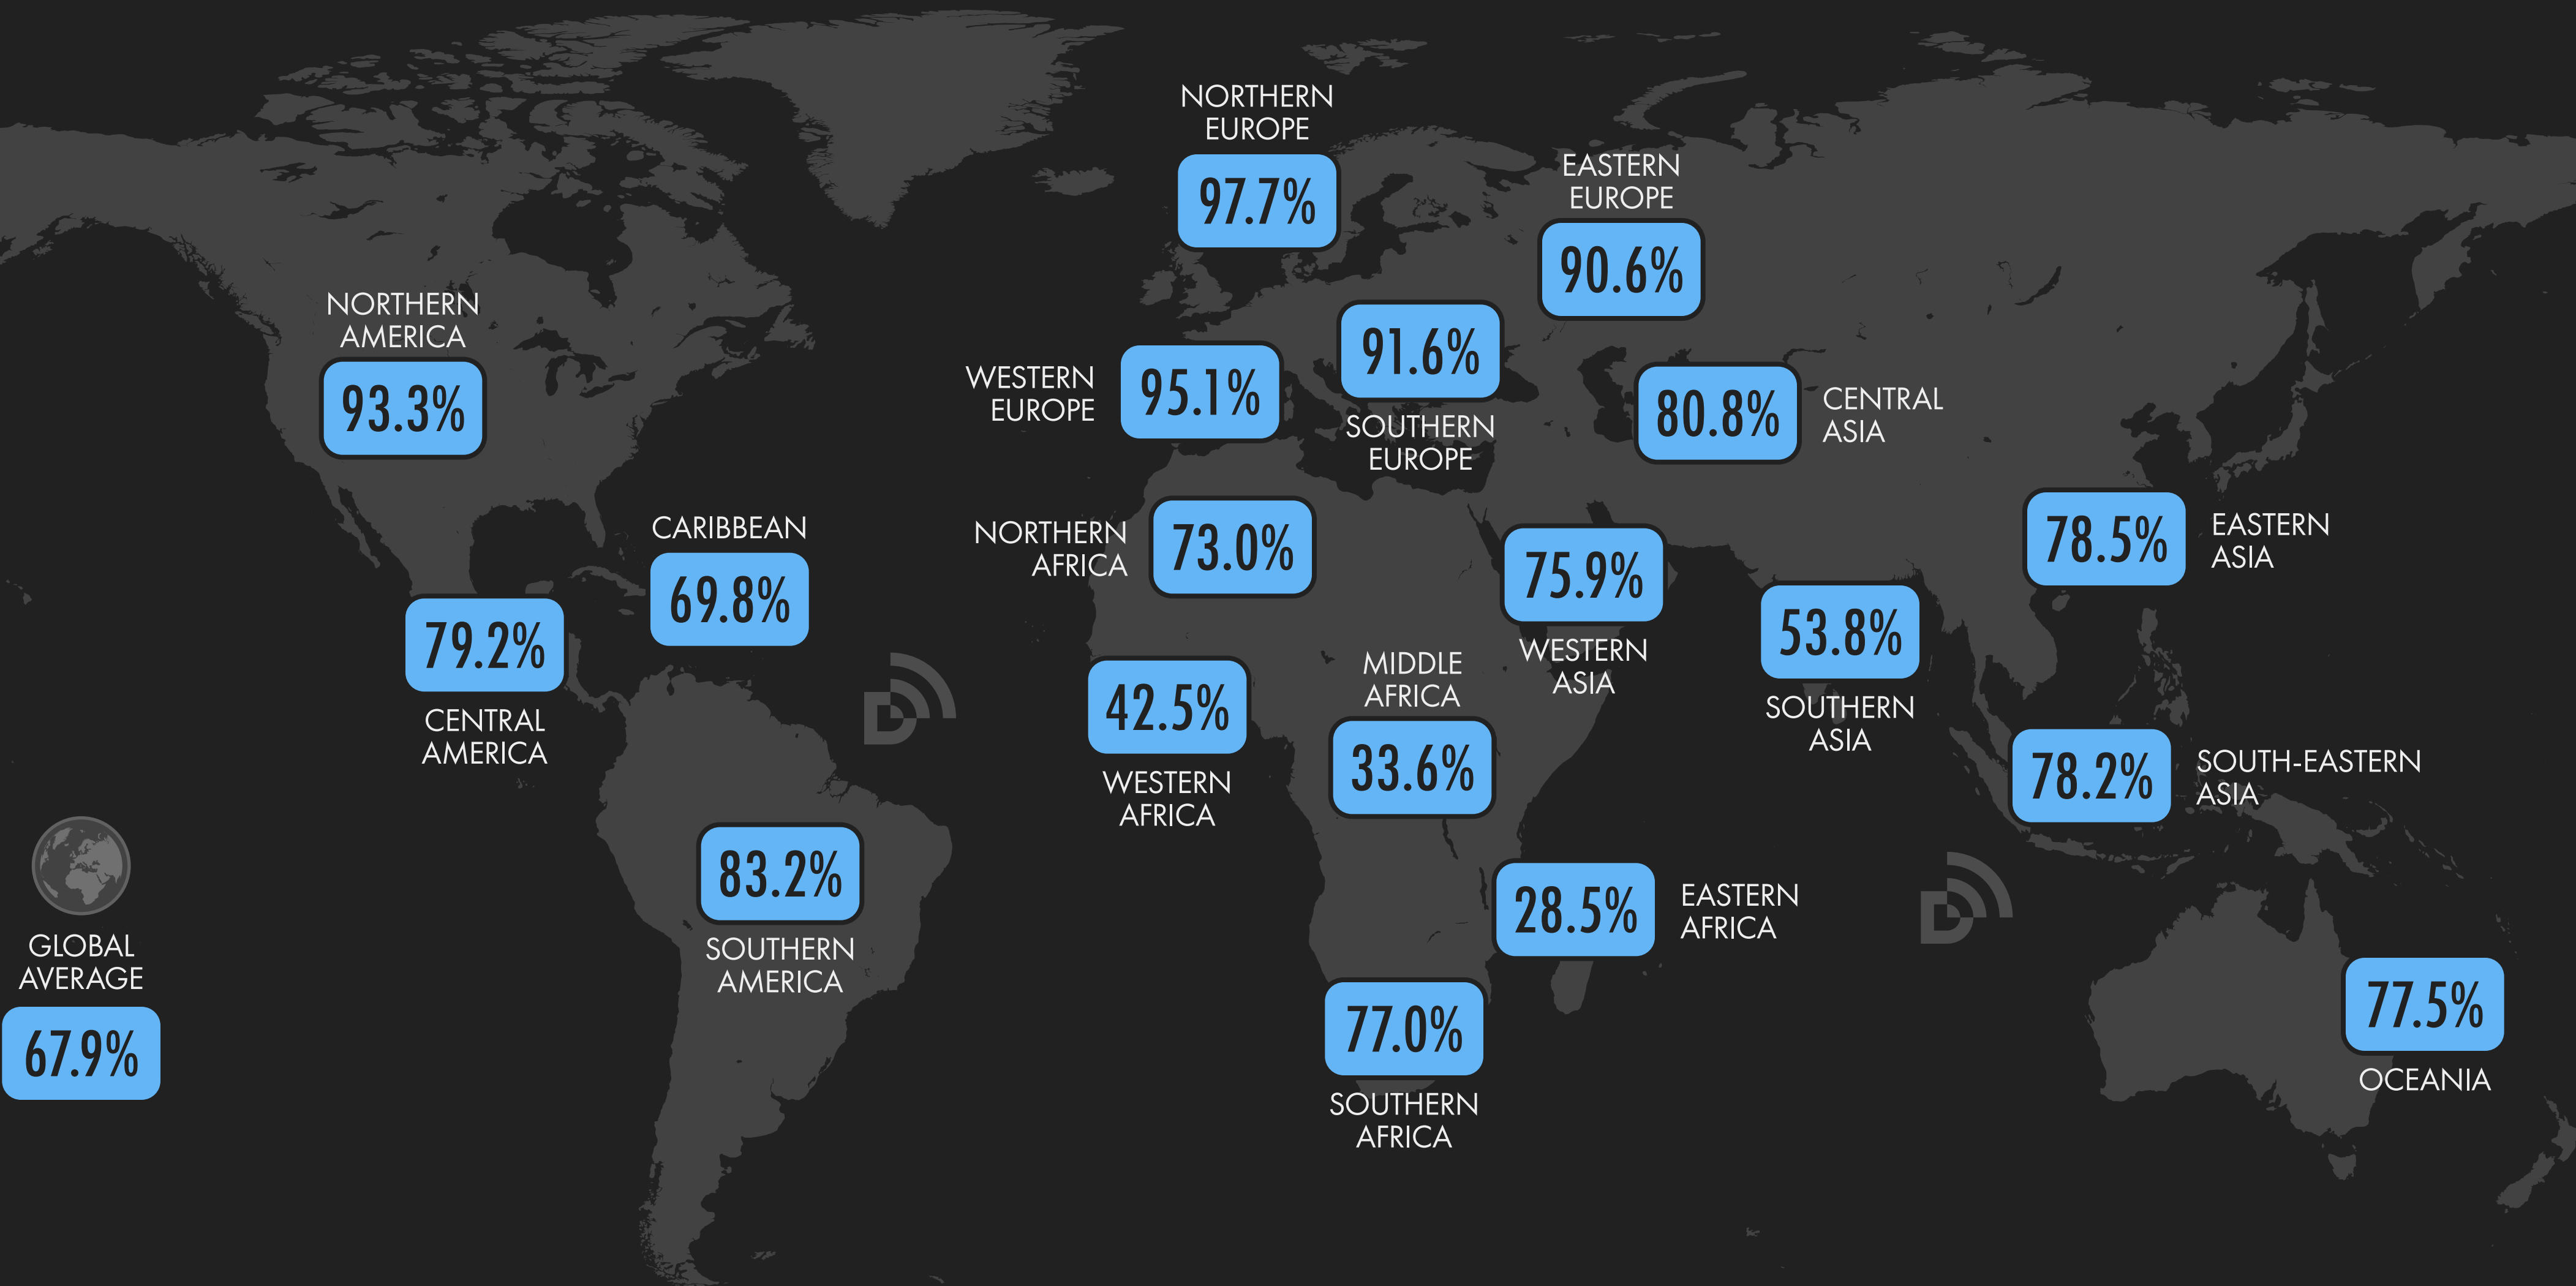 NORTHERN
EUROPE
97.7%
EASTERN
EUROPE
90.6%
NORTHERN
AMERICA
93.3%
WESTERN
EUROPE
95.1%
91.6%
SOUTHERN
EUROPE
80.8%
CENTRAL
ASIA
CARIBBEAN
69.8%
NORTHERN
AFRICA
73.0%
75.9%
WESTERN
ASIA
78.5%
EASTERN
ASIA
79.2%
CENTRAL
AMERICA
53.8%
SOUTHERN
ASIA
42.5%
WESTERN
AFRICA
MIDDLE
AFRICA
33.6%
78.2%
SOUTH-EASTERN
ASIA
83.2%
SOUTHERN
AMERICA
28.5%
EASTERN
AFRICA
GLOBAL
AVERAGE
67.9%
77.0%
SOUTHERN
AFRICA
77.5%
OCEANIA